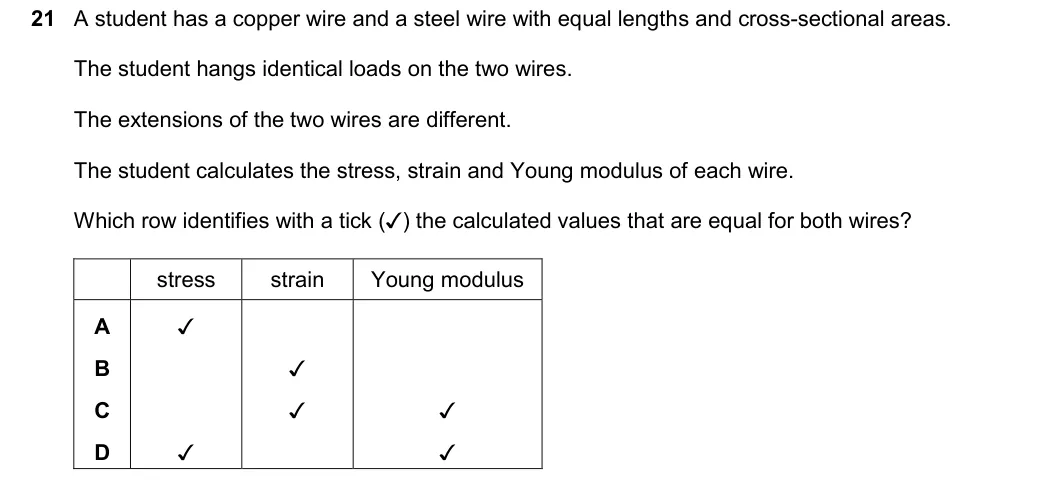 21 A student has a copper wire and a steel wire with equal lengths and cross-sectional areas.
The student hangs identical loads on the two wires.
The extensions of the two wires are different.
The student calculates the stress, strain and Young modulus of each wire.
Which row identifies with a tick (✓) the calculated values that are equal for both wires?
stress strain Young modulus
A ✓
B ✓
C ✓ ✓
D ✓ ✓